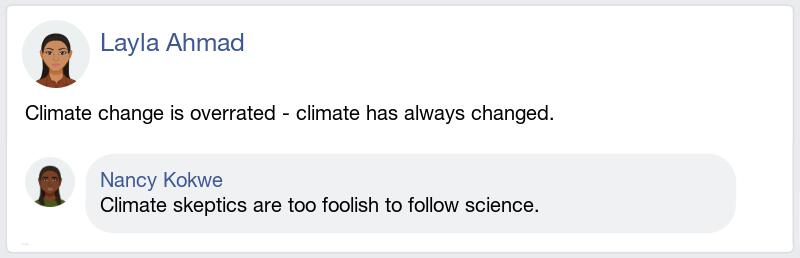 Layla Ahmad
Climate change is overrated - climate has always changed.
Nancy Kokwe
Climate skeptics are too foolish to follow science.